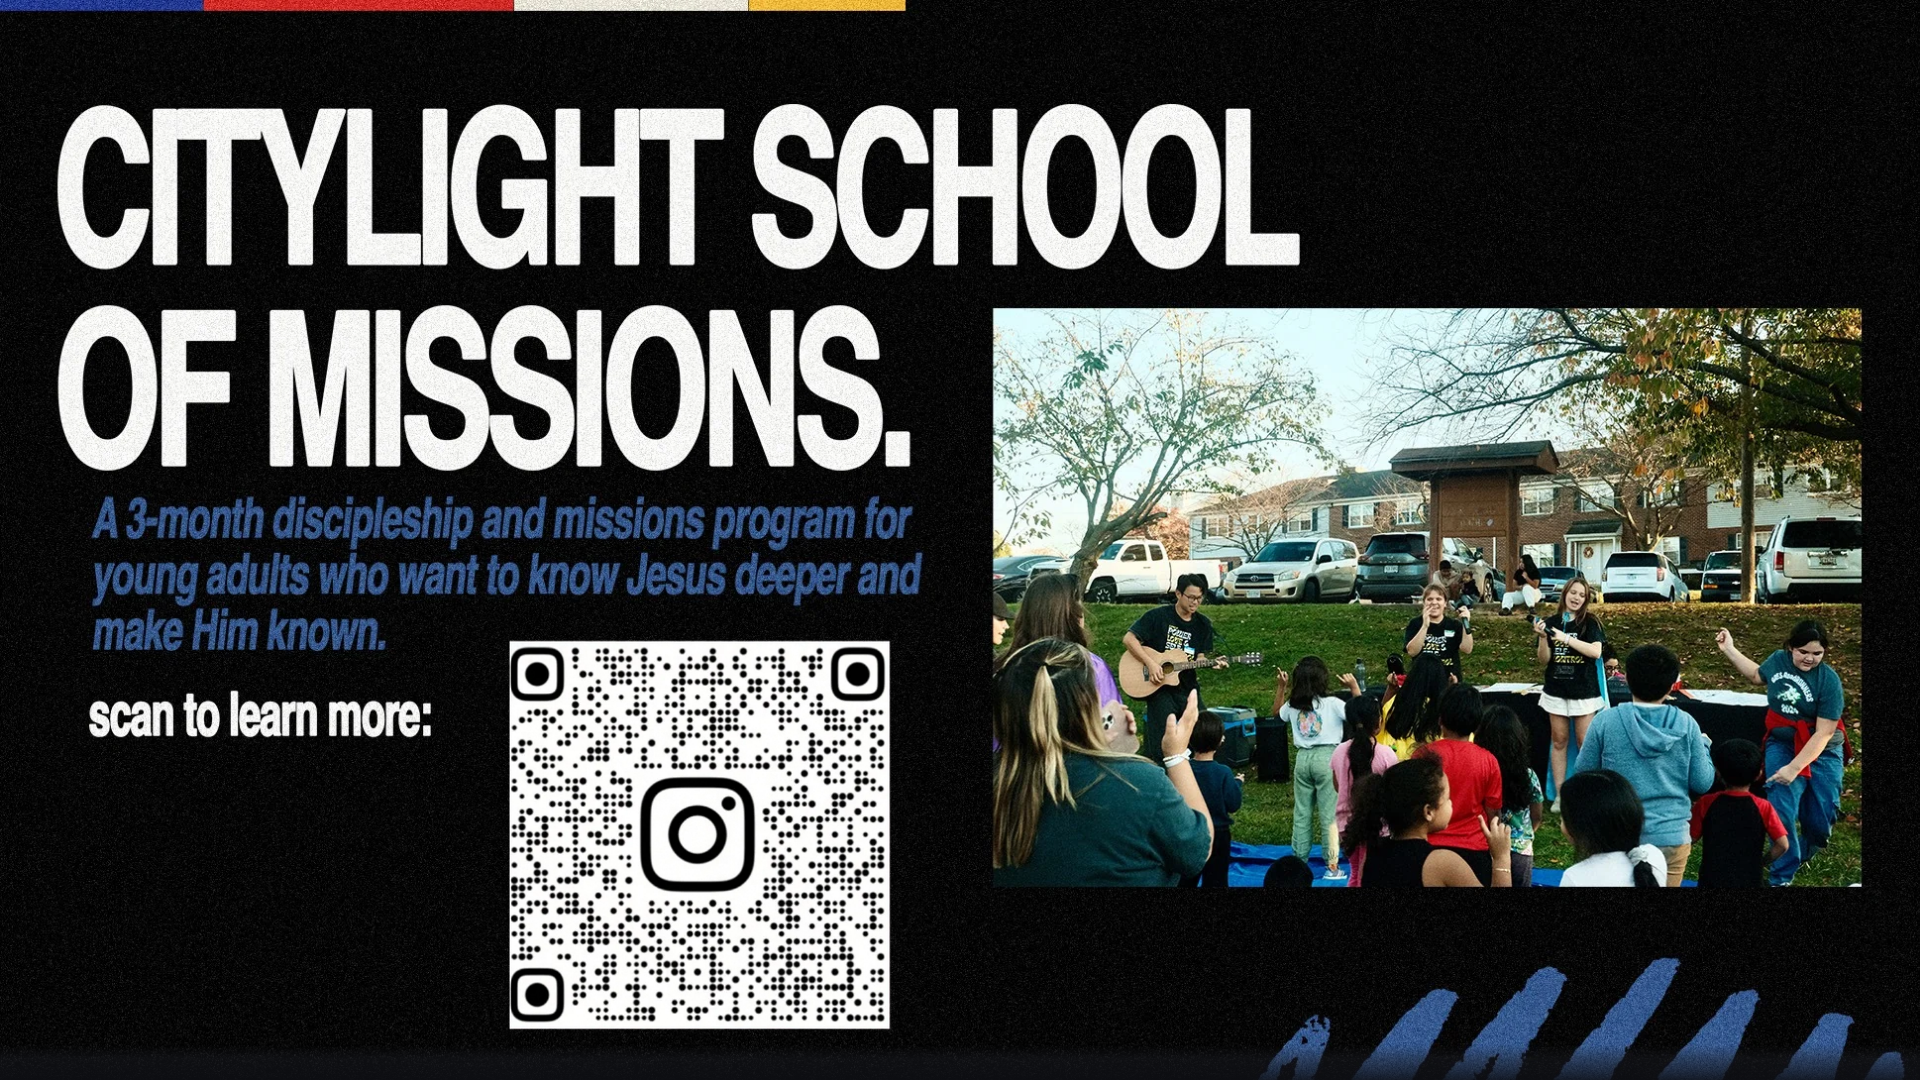 CITYLIGHT SCHOOL
OF MISSIONS.
A 3-month discipleship and missions program for
young adults who want to know Jesus deeper and
make Him known.
scan to learn more: